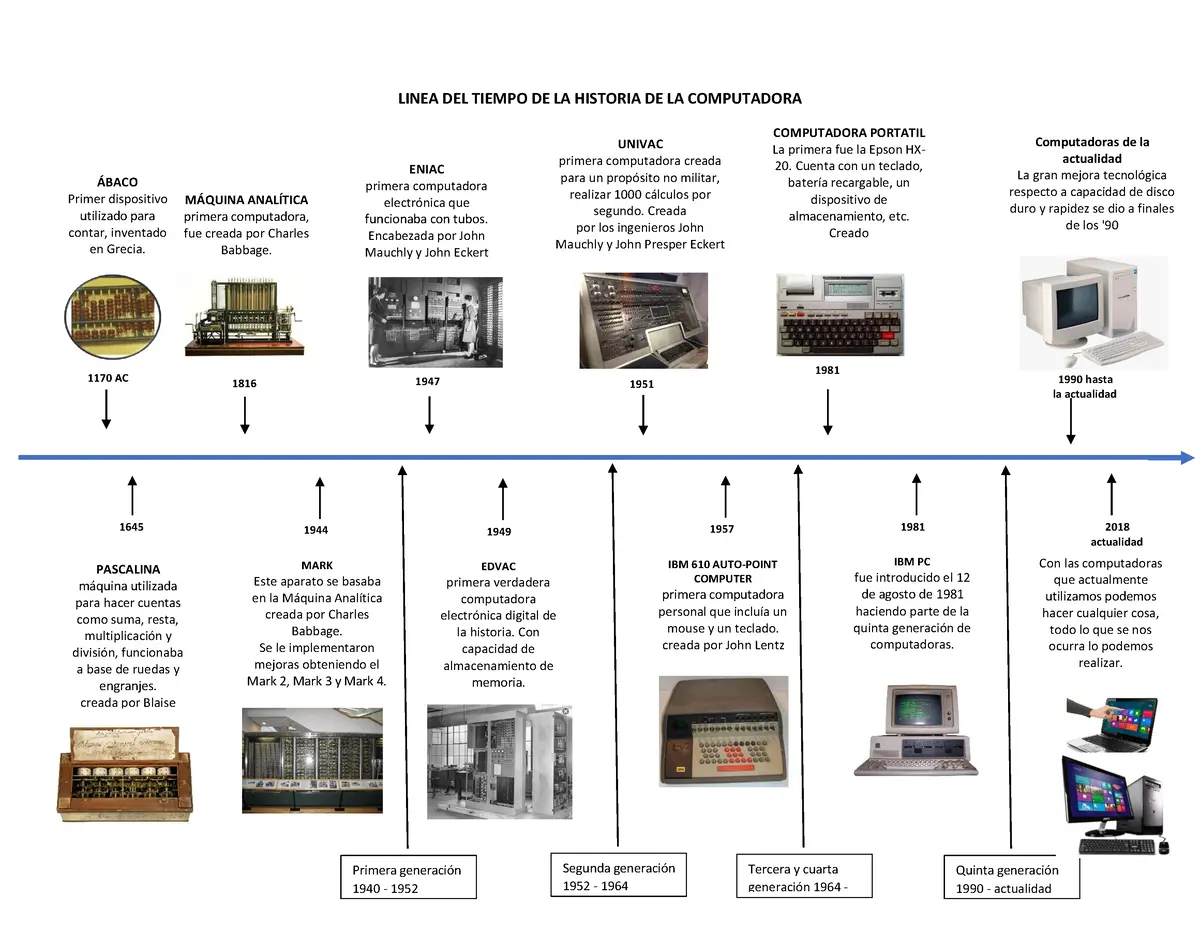 LINEA DEL TIEMPO DE LA HISTORIA DE LA COMPUTADORA
ÁBACO
Primer dispositivo
utilizado para
contar, inventado
en Grecia.
1170 AC
MÁQUINA ANALÍTICA
primera computadora,
fue creada por Charles
Babbage.
1816
ENIAC
primera computadora
electrónica que
funcionaba con tubos.
Encabezada por John
Mauchly y John Eckert
1947
UNIVAC
primera computadora creada
para un propósito no militar,
realizar 1000 cálculos por
segundo. Creada
por los ingenieros John
Mauchly y John Presper Eckert
1951
COMPUTADORA PORTATIL
La primera fue la Epson HX-
20. Cuenta con un teclado,
batería recargable, un
dispositivo de
almacenamiento, etc.
Creado
1981
Computadoras de la
actualidad
La gran mejora tecnológica
respecto a capacidad de disco
duro y rapidez se dio a finales
de los '90
1990 hasta
la actualidad
1645
PASCALINA
máquina utilizada
para hacer cuentas
como suma, resta,
multiplicación y
división, funcionaba
a base de ruedas y
engranjes.
creada por Blaise
1944
MARK
Este aparato se basaba
en la Máquina Analítica
creada por Charles
Babbage.
Se le implementaron
mejoras obteniendo el
Mark 2, Mark 3 y Mark 4.
1949
EDVAC
primera verdadera
computadora
electrónica digital de
la historia. Con
capacidad de
almacenamiento de
memoria.
1957
IBM 610 AUTO-POINT
COMPUTER
primera computadora
personal que incluía un
mouse y un teclado.
creada por John Lentz
1981
IBM PC
fue introducido el 12
de agosto de 1981
haciendo parte de la
quinta generación de
computadoras.
2018
actualidad
Con las computadoras
que actualmente
utilizamos podemos
hacer cualquier cosa,
todo lo que se nos
ocurra lo podemos
realizar.
Primera generación
1940 - 1952
Segunda generación
1952 - 1964
Tercera y cuarta
generación 1964 -
Quinta generación
1990 - actualidad